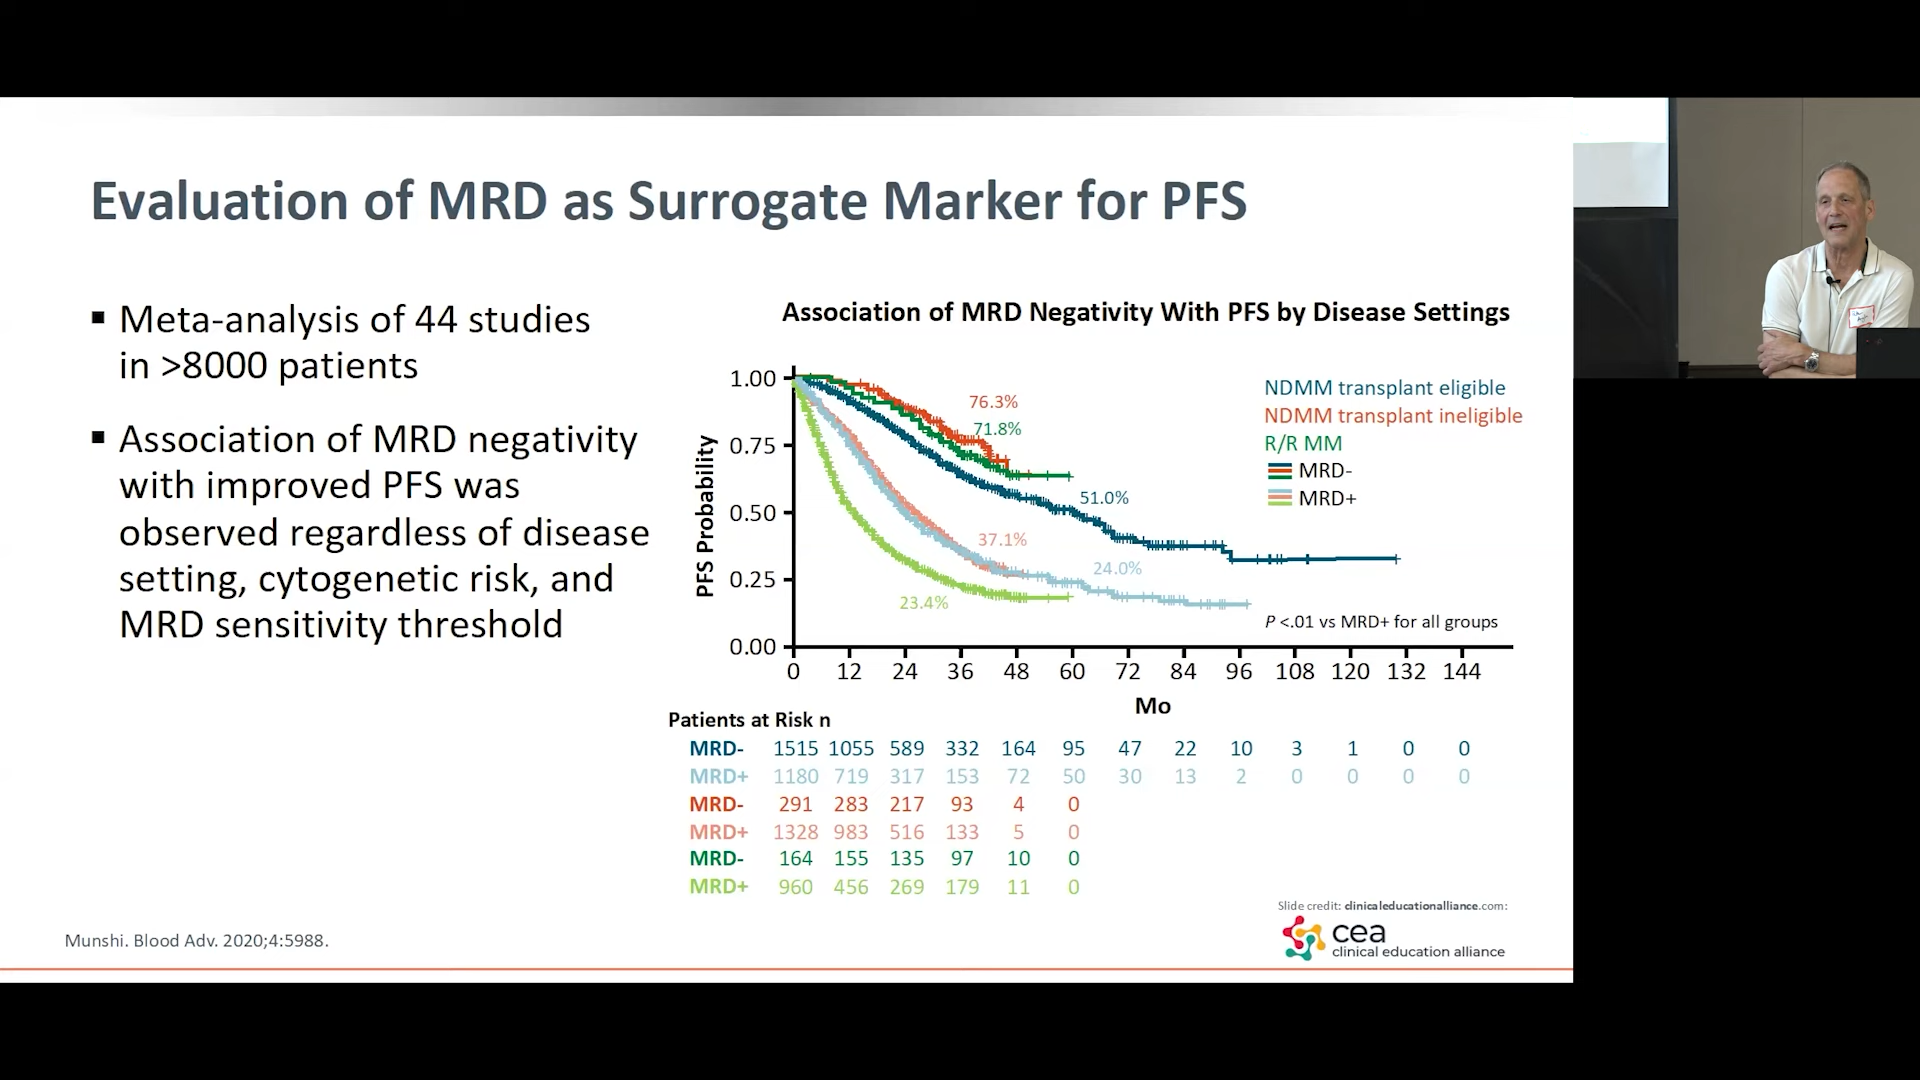 Evaluation of MRD as Surrogate Marker for PFS
▪ Meta-analysis of 44 studies
in >8000 patients
▪ Association of MRD negativity
with improved PFS was
observed regardless of disease
setting, cytogenetic risk, and
MRD sensitivity threshold
Association of MRD Negativity With PFS by Disease Settings
PFS Probability
1.00
0.75
0.50
0.25
0.00
76.3%
71.8%
51.0%
37.1%
24.0%
23.4%
NDMM transplant eligible
NDMM transplant ineligible
R/R MM
MRD-
MRD+
P <.01 vs MRD+ for all groups
0 12 24 36 48 60 72 84 96 108 120 132 144
Mo
Patients at Risk n
MRD- 1515 1055 589 332 164 95 47 22 10 3 1 0 0
MRD+ 1180 719 317 153 72 50 30 13 2 0 0 0 0
MRD- 291 283 217 93 4 0
MRD+ 1328 983 516 133 5 0
MRD- 164 155 135 97 10 0
MRD+ 960 456 269 179 11 0
Slide credit: clinicaleducationalliance.com:
cea
clinical education alliance
Munshi. Blood Adv. 2020;4:5988.